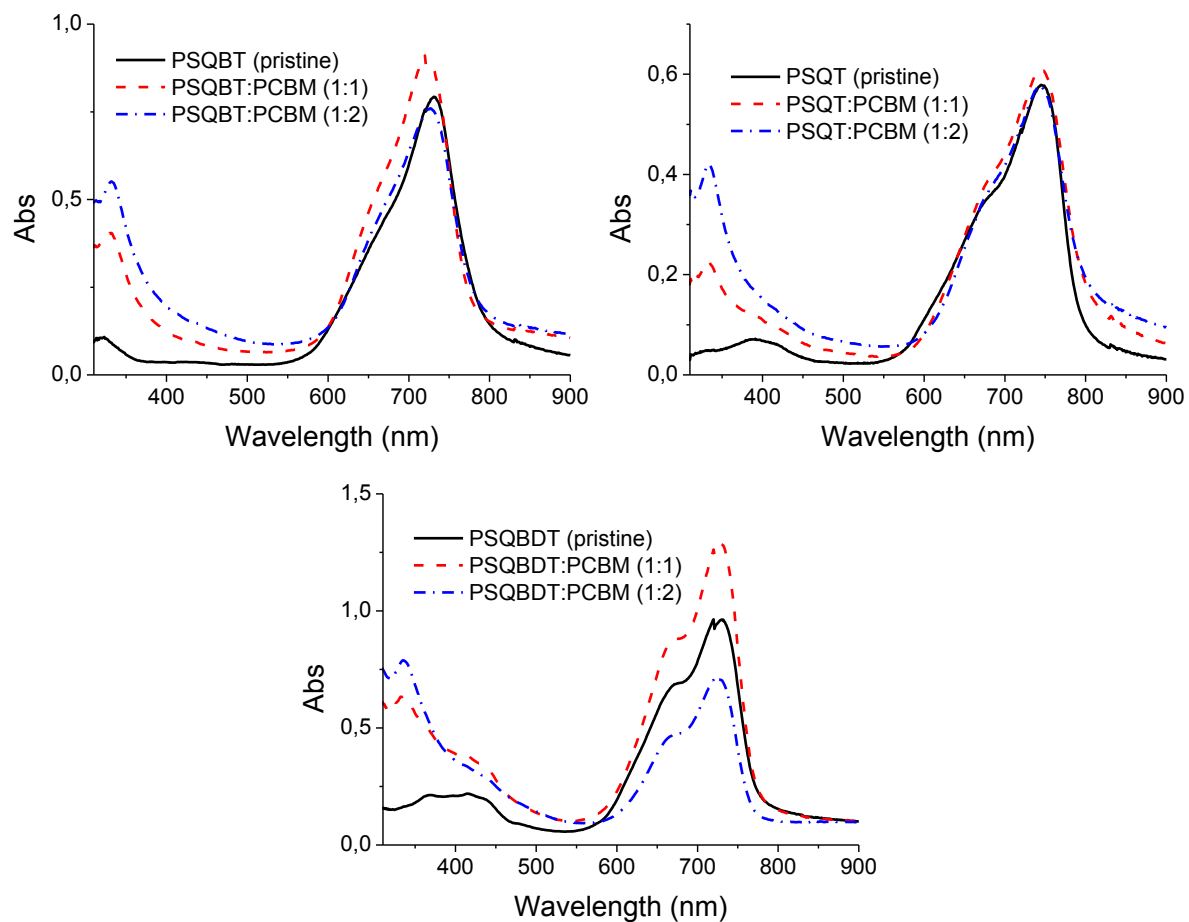 1,0
0,5
0,0
Abs
PSQBT (pristine)
PSQBT:PCBM (1:1)
PSQBT:PCBM (1:2)
400 500 600 700 800 900
Wavelength (nm)
0,6
0,4
0,2
0,0
Abs
PSQT (pristine)
PSQT:PCBM (1:1)
PSQT:PCBM (1:2)
400 500 600 700 800 900
Wavelength (nm)
1,5
1,0
0,5
0,0
Abs
PSQBDT (pristine)
PSQBDT:PCBM (1:1)
PSQBDT:PCBM (1:2)
400 500 600 700 800 900
Wavelength (nm)